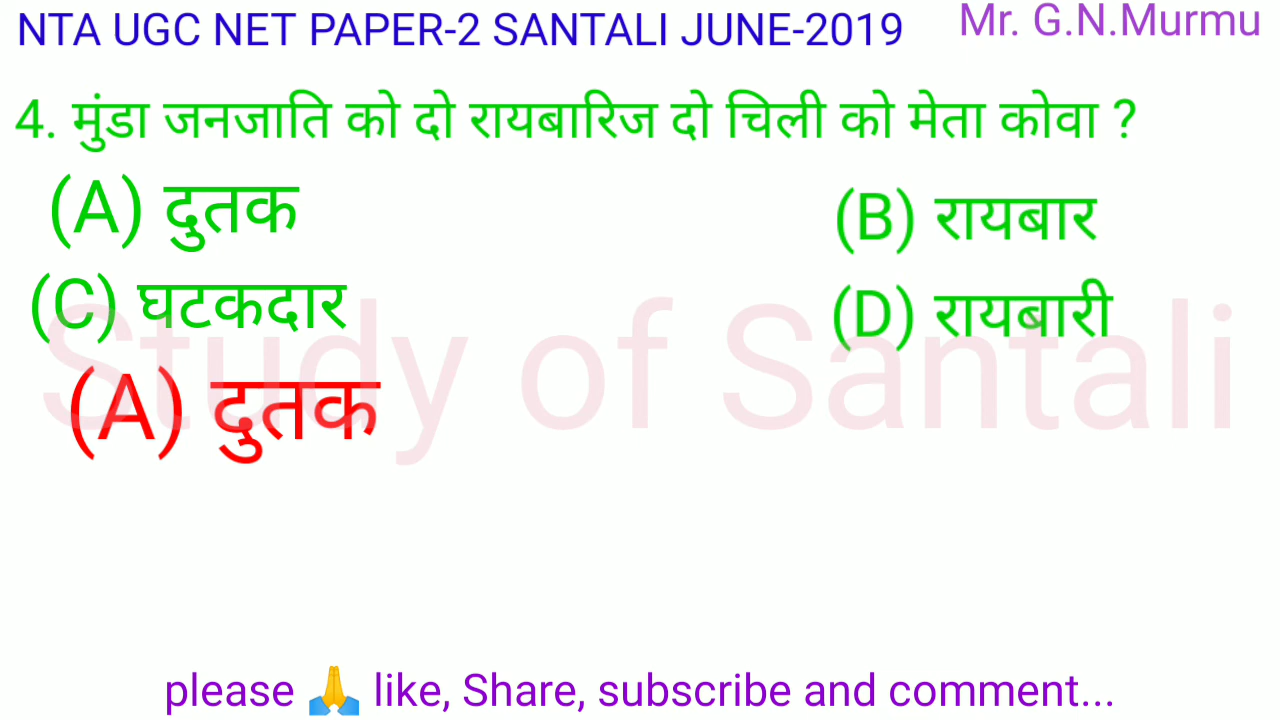 NTA UGC NET PAPER-2 SANTALI JUNE-2019 Mr. G.N.Murmu
4. मुंडा जनजाति को दो रायबारिज दो चिली को मेता कोवा ?
(A) दुतक (B) रायबार
(C) घटकदार (D) रायबारी
Study of Santali
(A) दुतक
please 🙏 like, Share, subscribe and comment...